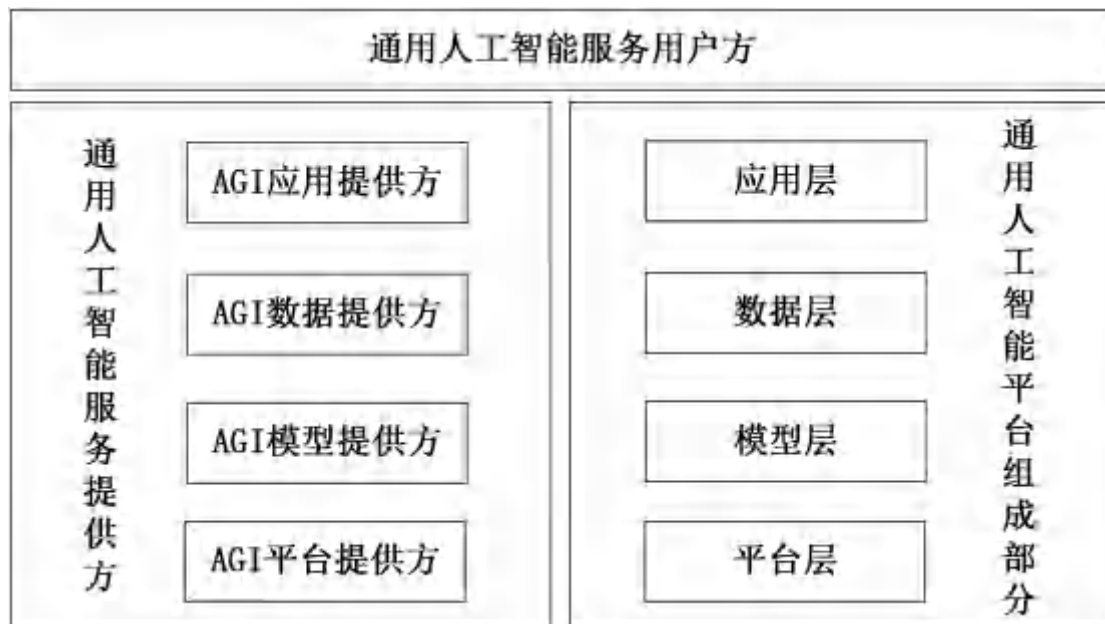 通用人工智能服务用户方
通用人工智能服务提供方
AGI应用提供方
AGI数据提供方
AGI模型提供方
AGI平台提供方
应用层
数据层
模型层
平台层
通用人工智能平台组成部分